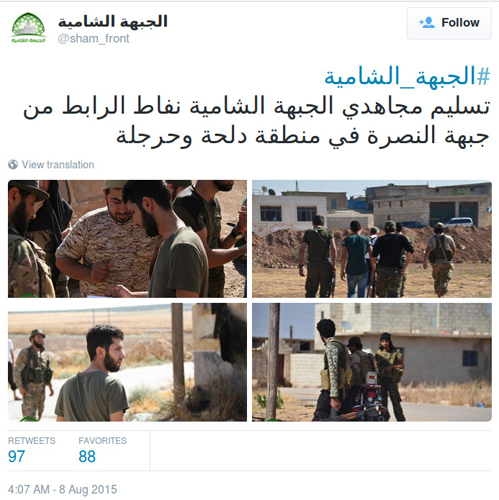 الجبهة الشامية
@sham_front
Follow
#الجبهة_الشامية
تسليم مجاهدي الجبهة الشامية نفاط الرابط من
جبهة النصرة في منطقة دلحة وحرجلة
View translation
RETWEETS FAVORITES
97 88
4:07 AM - 8 Aug 2015